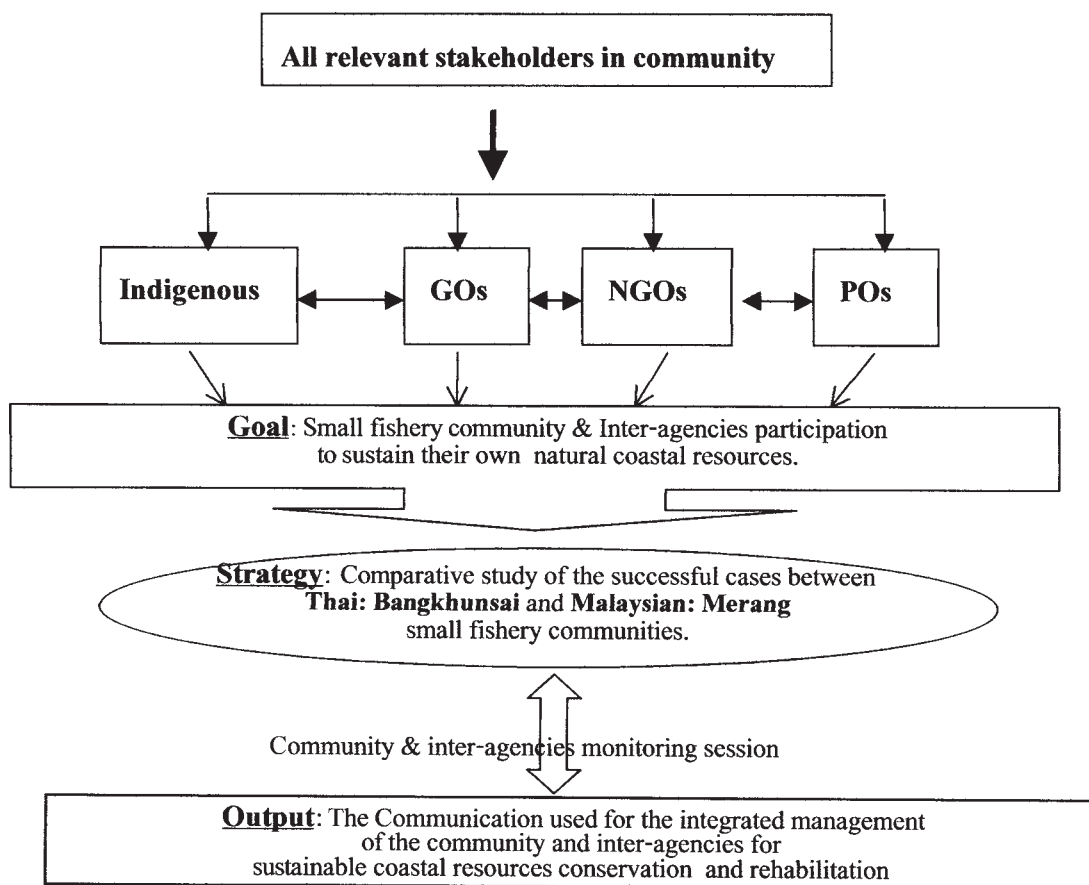 All relevant stakeholders in community
Indigenous
GOs
NGOs
POs
Goal: Small fishery community & Inter-agencies participation
to sustain their own natural coastal resources.
Strategy: Comparative study of the successful cases between
Thai: Bangkhunsai and Malaysian: Merang
small fishery communities.
Community & inter-agencies monitoring session
Output: The Communication used for the integrated management
of the community and inter-agencies for
sustainable coastal resources conservation and rehabilitation